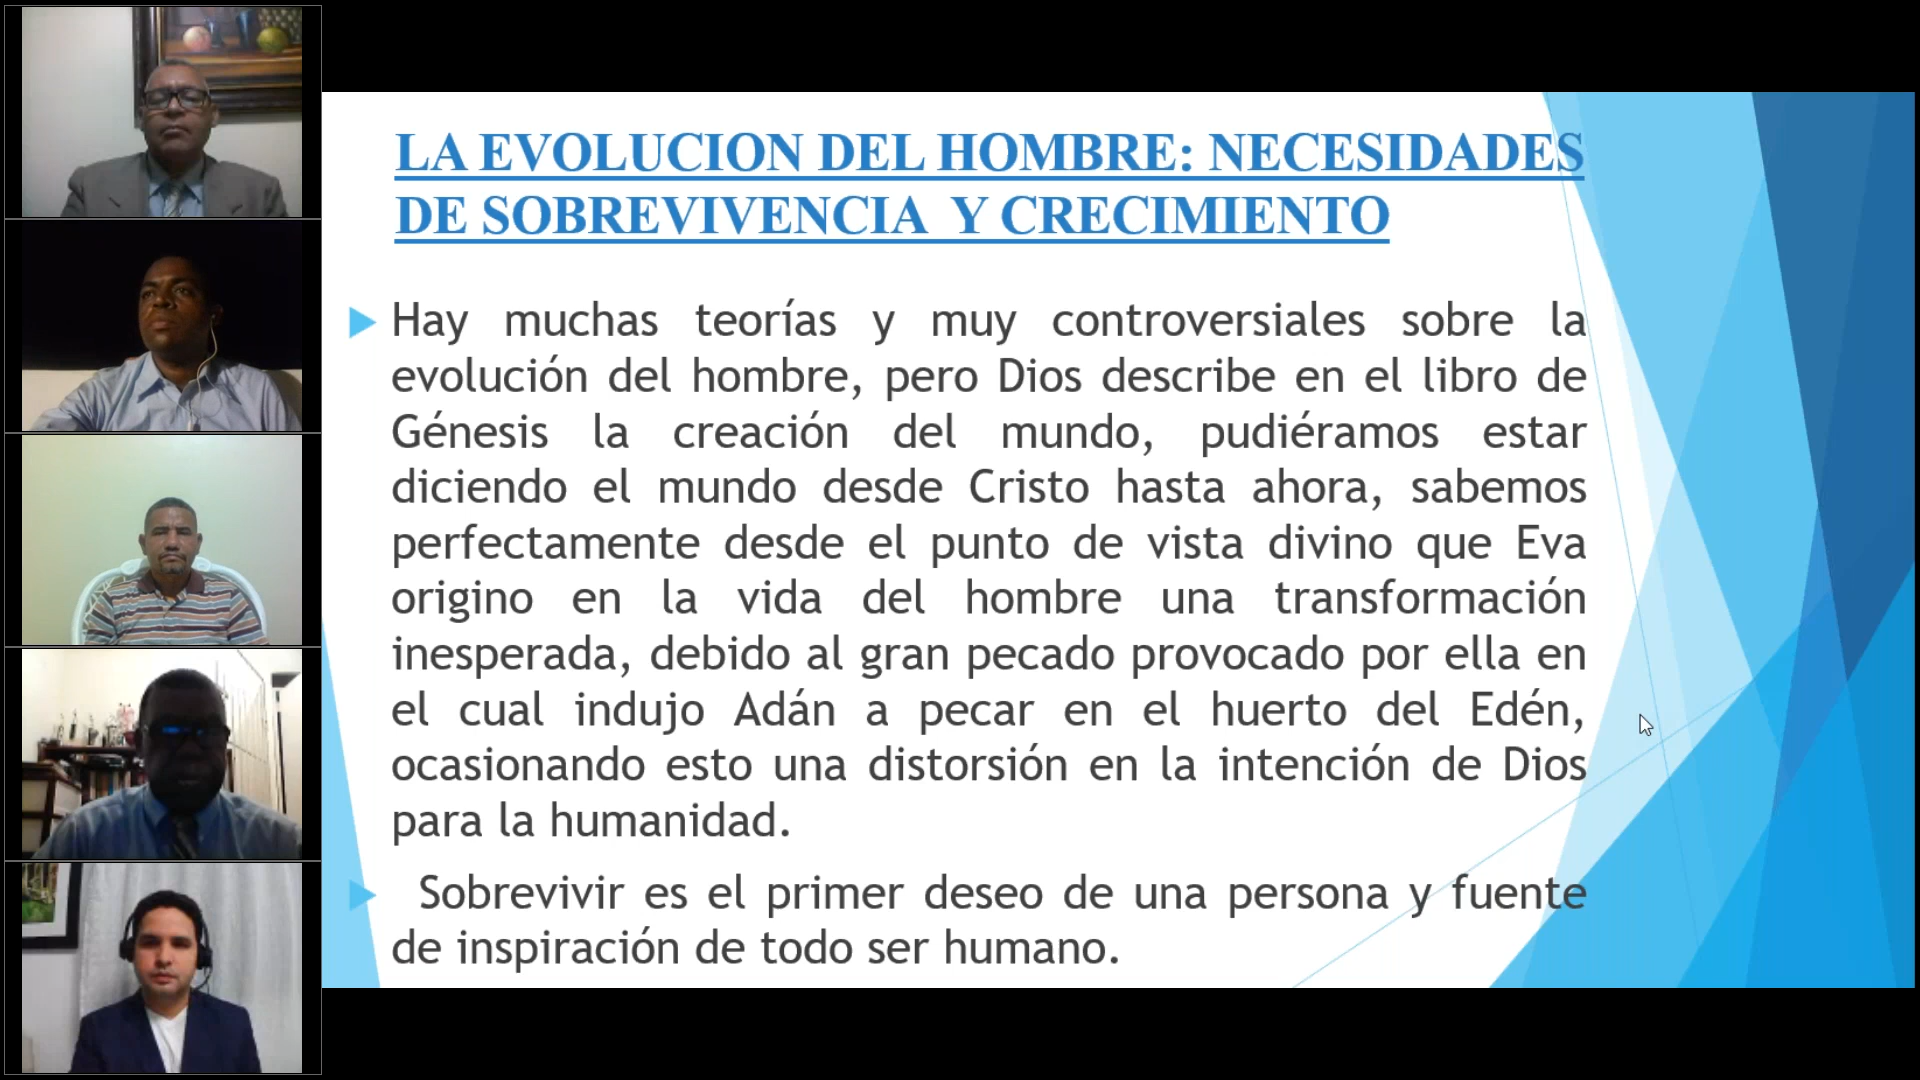 LA EVOLUCION DEL HOMBRE: NECESIDADES
DE SOBREVIVENCIA Y CRECIMIENTO
Hay muchas teorías y muy controversiales sobre la
evolución del hombre, pero Dios describe en el libro de
Génesis la creación del mundo, pudiéramos estar
diciendo el mundo desde Cristo hasta ahora, sabemos
perfectamente desde el punto de vista divino que Eva
origino en la vida del hombre una transformación
inesperada, debido al gran pecado provocado por ella en
el cual indujo Adán a pecar en el huerto del Edén,
ocasionando esto una distorsión en la intención de Dios
para la humanidad.
Sobrevivir es el primer deseo de una persona y fuente
de inspiración de todo ser humano.